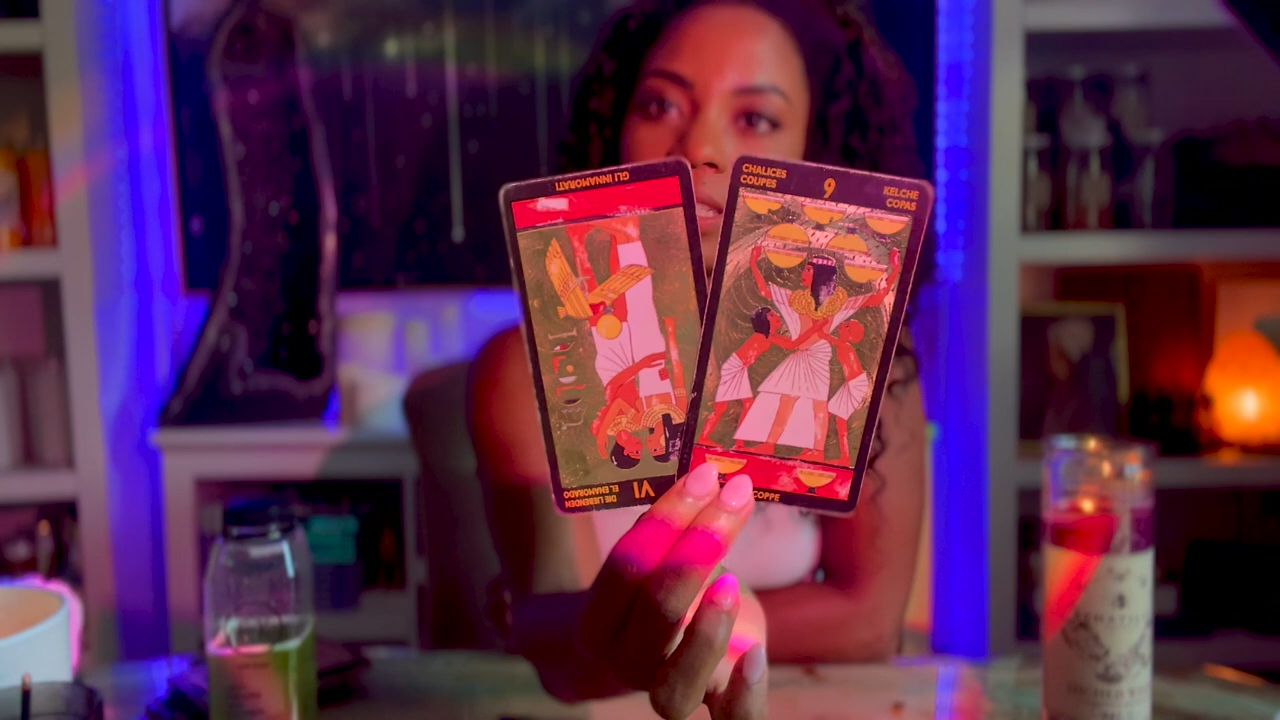 GLI INNAMORATI
VI
EL ENAMORADO
DIE LIEBENDEN
CHALICES
COUPES
9
KELCHE
COPAS
COPPE